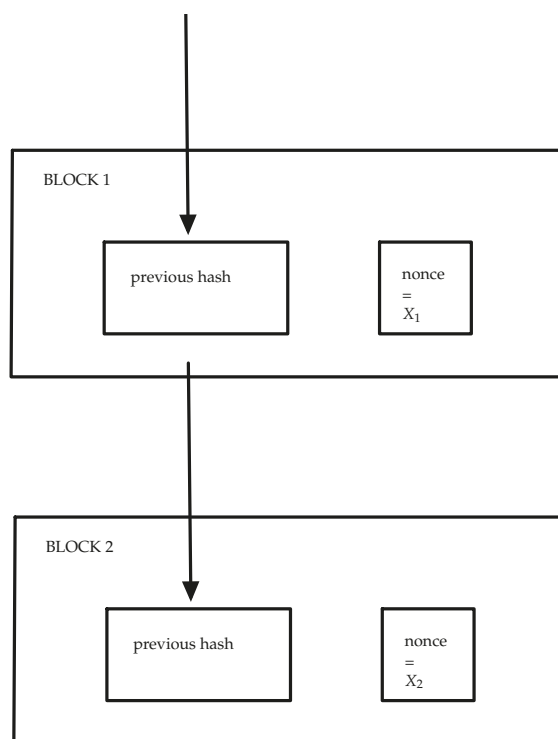 BLOCK 1
previous hash
nonce
=
X₁
BLOCK 2
previous hash
nonce
=
X₂